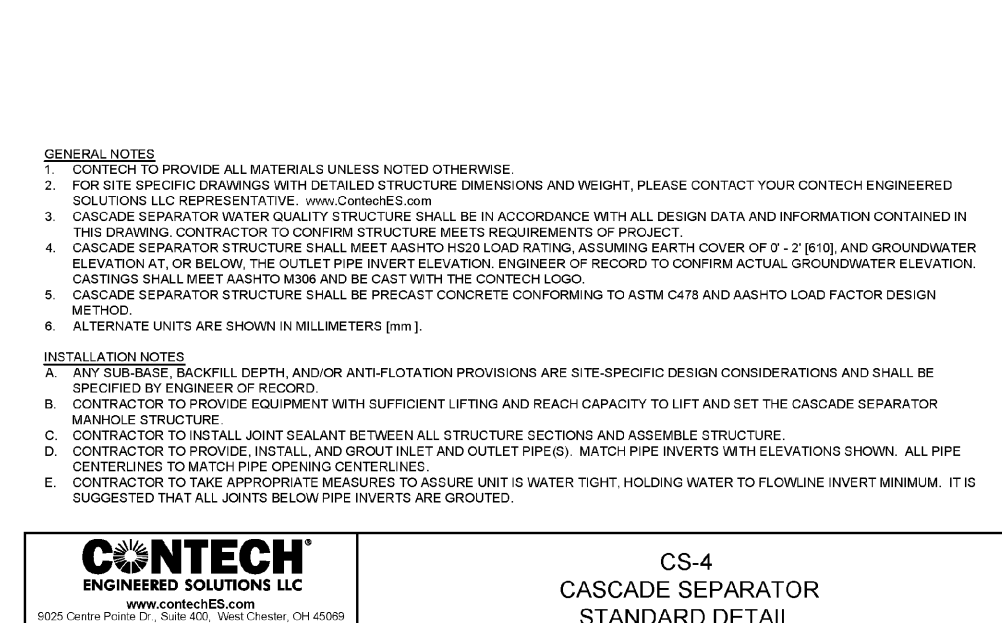 GENERAL NOTES
1. CONTECH TO PROVIDE ALL MATERIALS UNLESS NOTED OTHERWISE.
2. FOR SITE SPECIFIC DRAWINGS WITH DETAILED STRUCTURE DIMENSIONS AND WEIGHT, PLEASE CONTACT YOUR CONTECH ENGINEERED
SOLUTIONS LLC REPRESENTATIVE. www.ContechES.com
3. CASCADE SEPARATOR WATER QUALITY STRUCTURE SHALL BE IN ACCORDANCE WITH ALL DESIGN DATA AND INFORMATION CONTAINED IN
THIS DRAWING. CONTRACTOR TO CONFIRM STRUCTURE MEETS REQUIREMENTS OF PROJECT.
4. CASCADE SEPARATOR STRUCTURE SHALL MEET AASHTO HS20 LOAD RATING, ASSUMING EARTH COVER OF 0' - 2' [610], AND GROUNDWATER
ELEVATION AT, OR BELOW, THE OUTLET PIPE INVERT ELEVATION. ENGINEER OF RECORD TO CONFIRM ACTUAL GROUNDWATER ELEVATION.
CASTINGS SHALL MEET AASHTO M306 AND BE CAST WITH THE CONTECH LOGO.
5. CASCADE SEPARATOR STRUCTURE SHALL BE PRECAST CONCRETE CONFORMING TO ASTM C478 AND AASHTO LOAD FACTOR DESIGN
METHOD.
6. ALTERNATE UNITS ARE SHOWN IN MILLIMETERS [mm ].
INSTALLATION NOTES
A. ANY SUB-BASE, BACKFILL DEPTH, AND/OR ANTI-FLOTATION PROVISIONS ARE SITE-SPECIFIC DESIGN CONSIDERATIONS AND SHALL BE
SPECIFIED BY ENGINEER OF RECORD.
B. CONTRACTOR TO PROVIDE EQUIPMENT WITH SUFFICIENT LIFTING AND REACH CAPACITY TO LIFT AND SET THE CASCADE SEPARATOR
MANHOLE STRUCTURE.
C. CONTRACTOR TO INSTALL JOINT SEALANT BETWEEN ALL STRUCTURE SECTIONS AND ASSEMBLE STRUCTURE.
D. CONTRACTOR TO PROVIDE, INSTALL, AND GROUT INLET AND OUTLET PIPE(S). MATCH PIPE INVERTS WITH ELEVATIONS SHOWN. ALL PIPE
CENTERLINES TO MATCH PIPE OPENING CENTERLINES.
E. CONTRACTOR TO TAKE APPROPRIATE MEASURES TO ASSURE UNIT IS WATER TIGHT, HOLDING WATER TO FLOWLINE INVERT MINIMUM. IT IS
SUGGESTED THAT ALL JOINTS BELOW PIPE INVERTS ARE GROUTED.
CONTECH®
ENGINEERED SOLUTIONS LLC
www.contechES.com
9025 Centre Pointe Dr., Suite 400, West Chester, OH 45069
CS-4
CASCADE SEPARATOR
STANDARD DETAIL